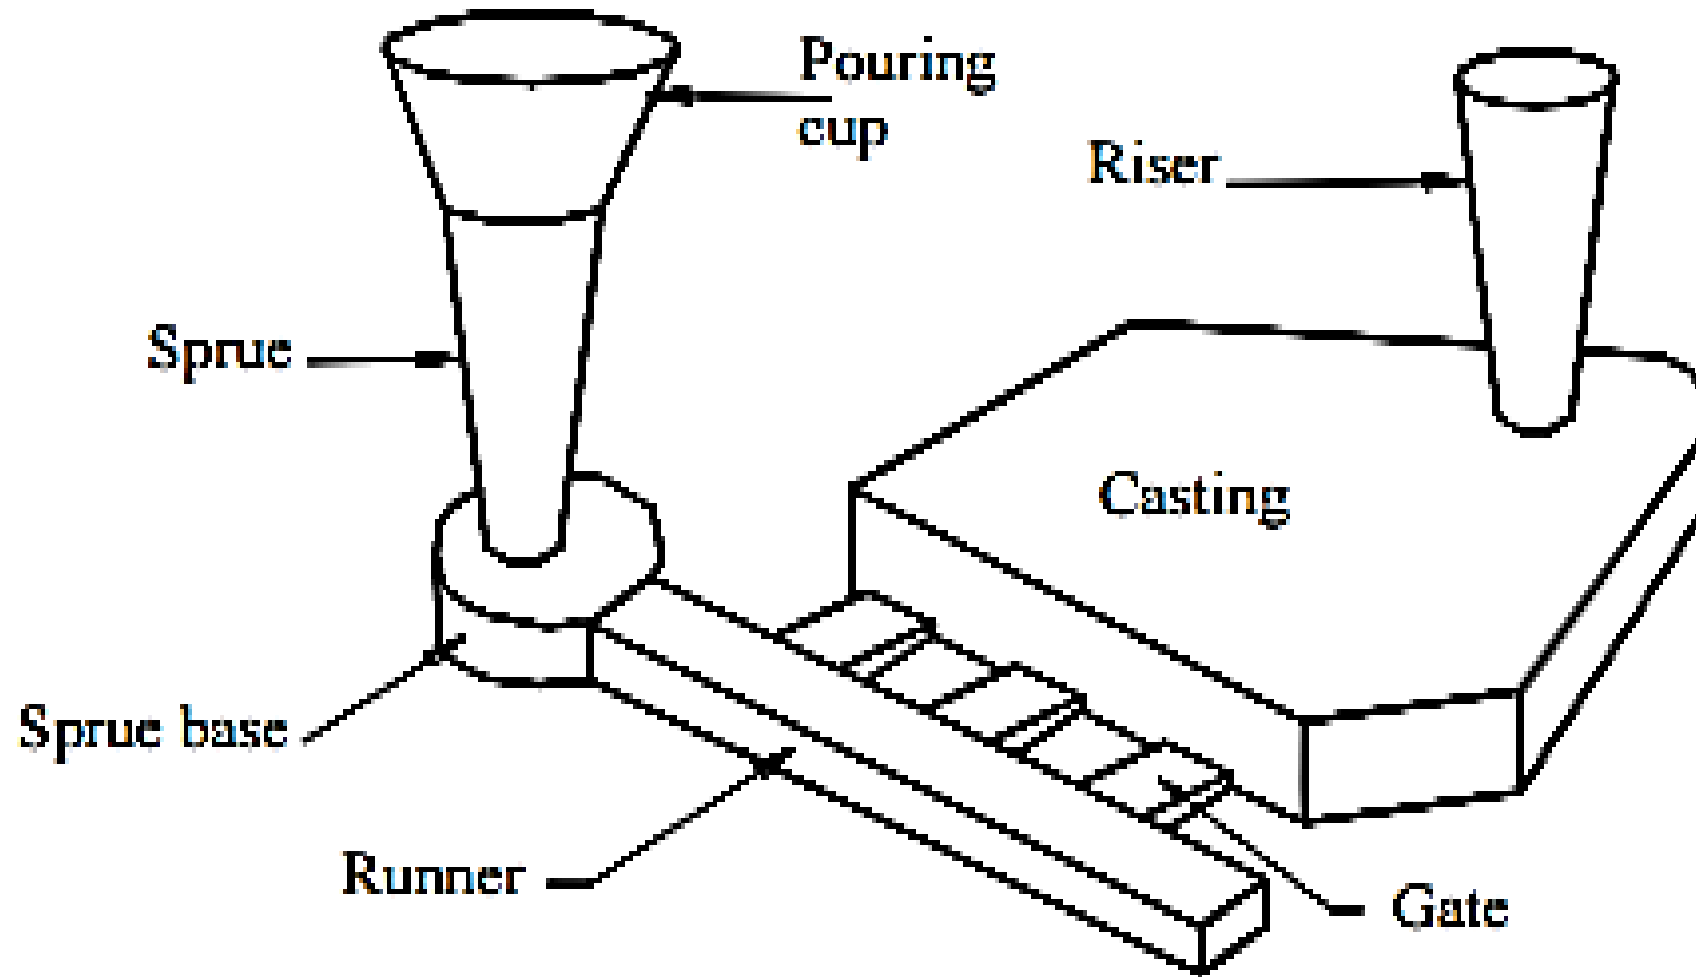 Pouring
cup
Riser
Sprue
Casting
Sprue base
Runner
Gate